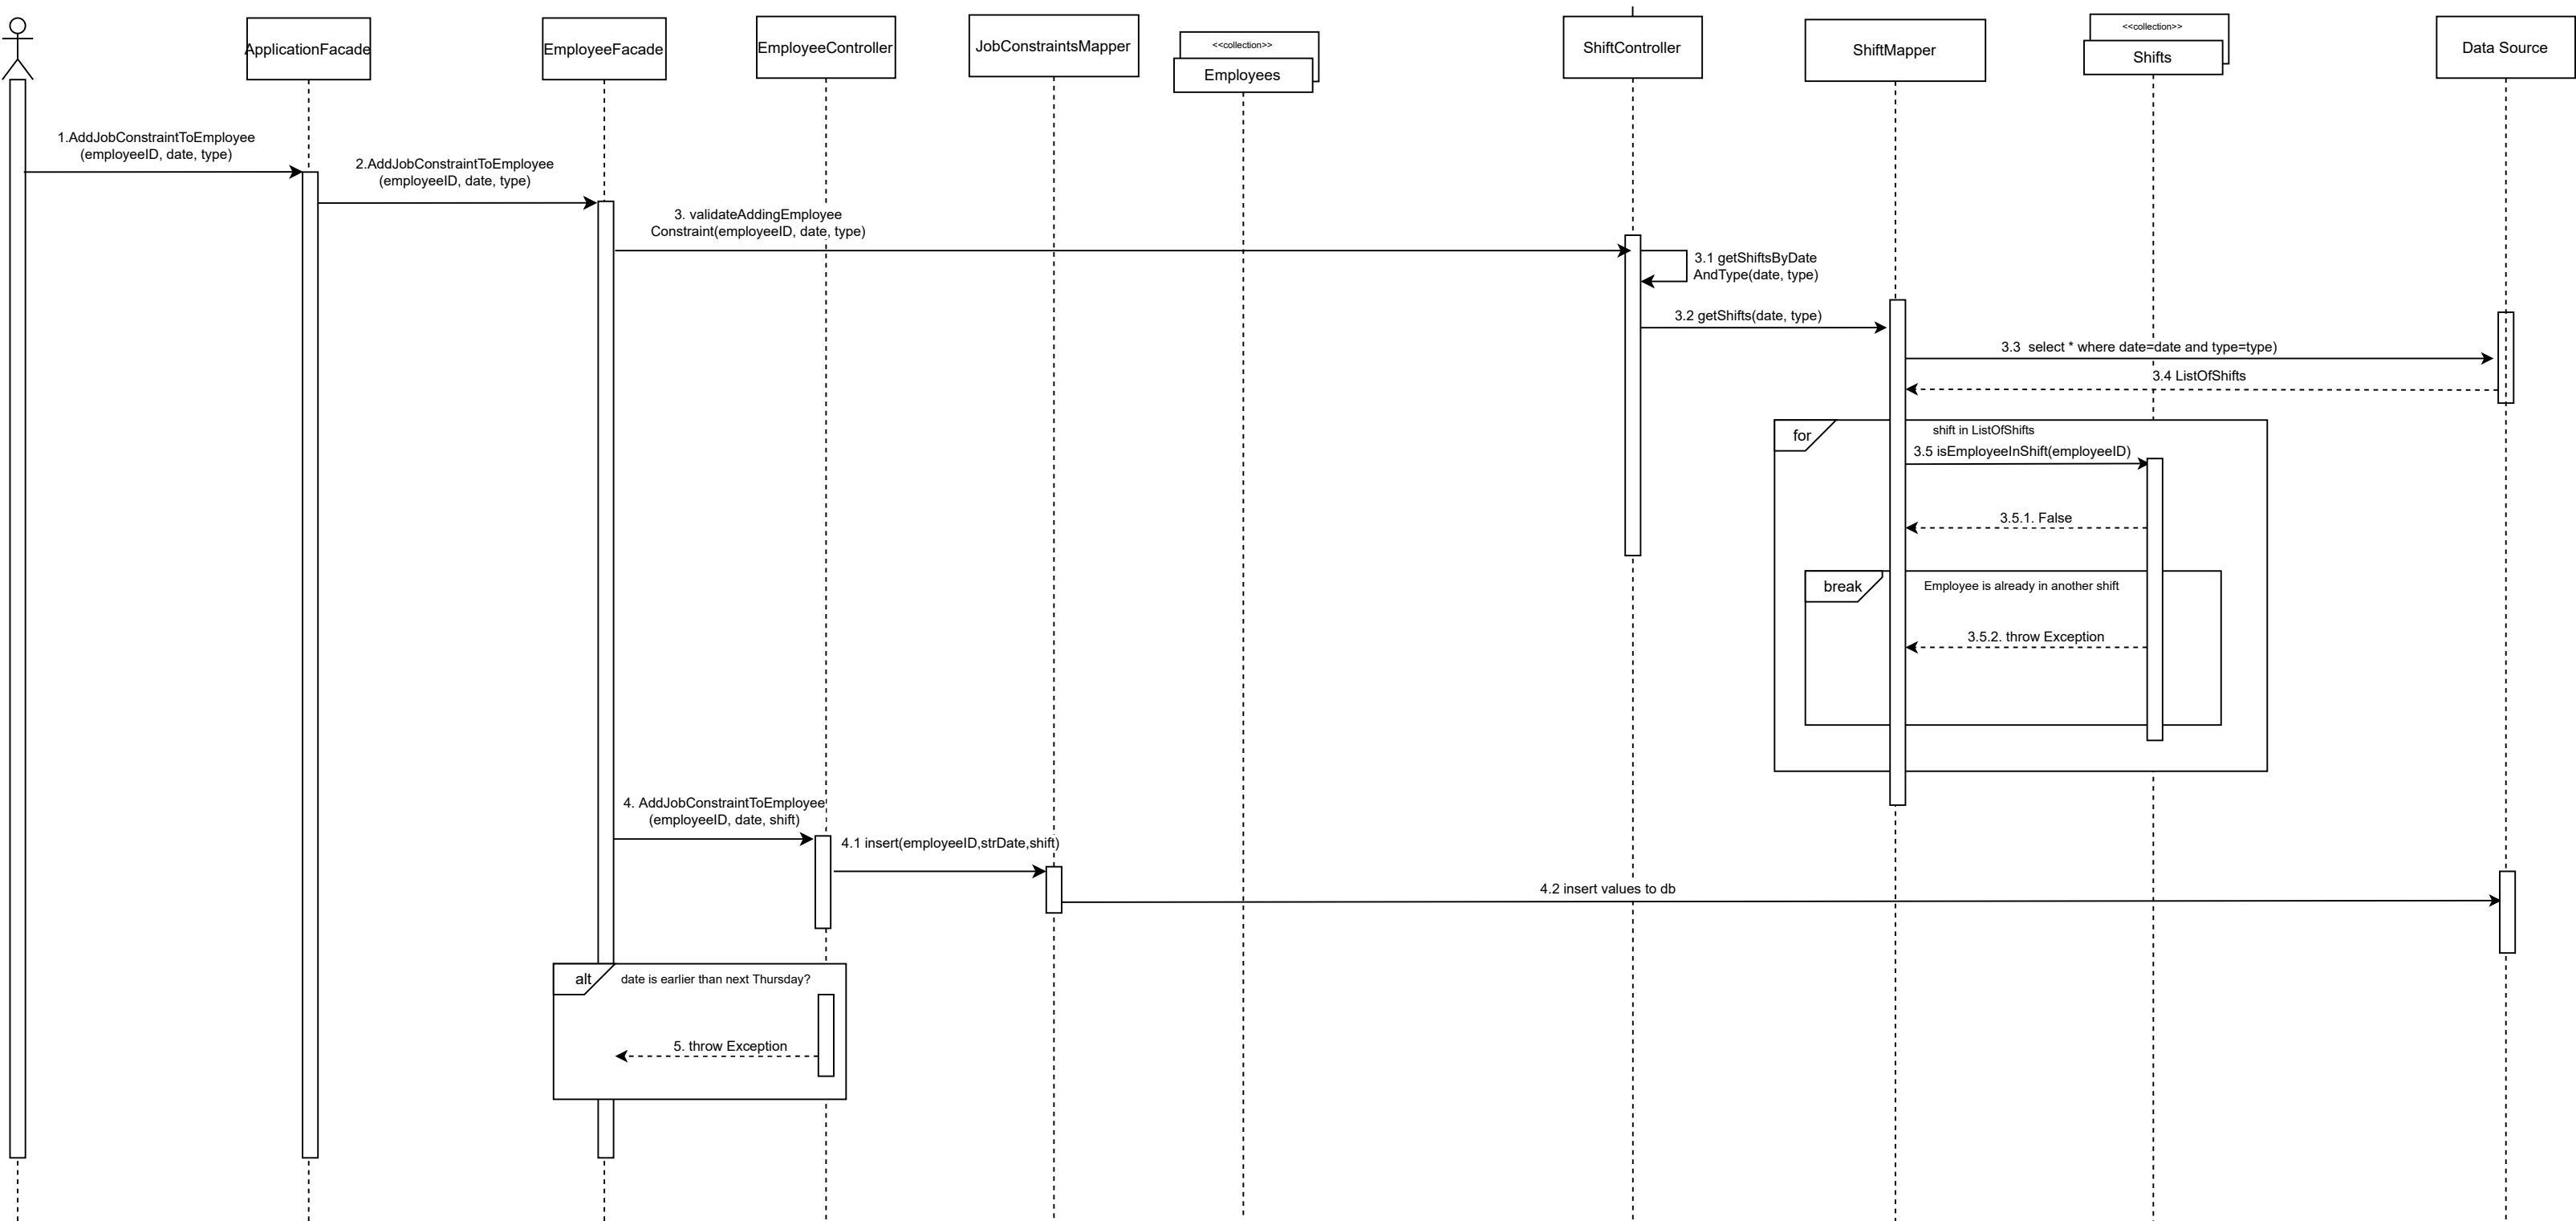 ApplicationFacade
EmployeeFacade
EmployeeController
JobConstraintsMapper
<<collection>>
Employees
ShiftController
ShiftMapper
<<collection>>
Shifts
Data Source
1.AddJobConstraintToEmployee
(employeeID, date, type)
2.AddJobConstraintToEmployee
(employeeID, date, type)
3. validateAddingEmployee
Constraint(employeeID, date, type)
3.1 getShiftsByDate
AndType(date, type)
3.2 getShifts(date, type)
3.3  select * where date=date and type=type)
3.4 ListOfShifts
for
shift in ListOfShifts
3.5 isEmployeeInShift(employeeID)
3.5.1. False
break
Employee is already in another shift
3.5.2. throw Exception
4. AddJobConstraintToEmployee
(employeeID, date, shift)
4.1 insert(employeeID,strDate,shift)
4.2 insert values to db
alt
date is earlier than next Thursday?
5. throw Exception